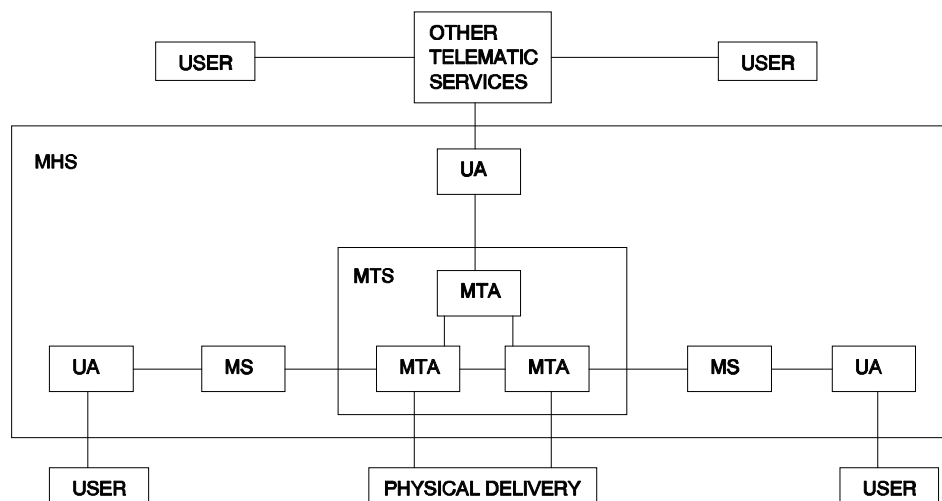 OTHER
TELEMATIC
SERVICES
USER
USER
MHS
UA
MTS
MTA
UA
MS
MTA
MTA
MS
UA
USER
PHYSICAL DELIVERY
USER